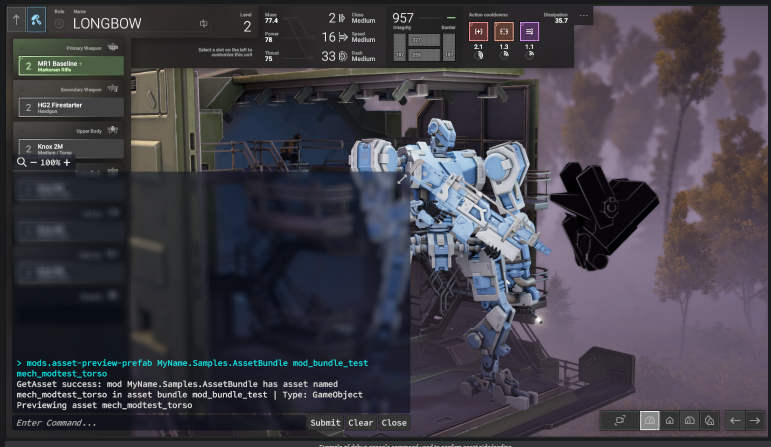 Role
Name
LONGBOW
Level
2
Select a slot on the left to
customize this unit
Mass
77.4
Power
78
Thrust
75
2
Class
Medium
16
Speed
Medium
33
Dash
Medium
957
Integrity
Barrier
Action cooldowns
2.1
1.3
1.1
Dissipation
35.7
Primary Weapon
2
MR1 Baseline +
Marksman Rifle
Secondary Weapon
2
HG2 Firestarter
Handgun
Upper Body
2
Knox 2M
Medium / Torso
100%
> mods.asset-preview-prefab MyName.Samples.AssetBundle mod_bundle_test
mech_modtest_torso
GetAsset success: mod MyName.Samples.AssetBundle has asset named
mech_modtest_torso in asset bundle mod_bundle_test | Type: GameObject
Previewing asset mech_modtest_torso
Enter Command...
Submit
Clear
Close